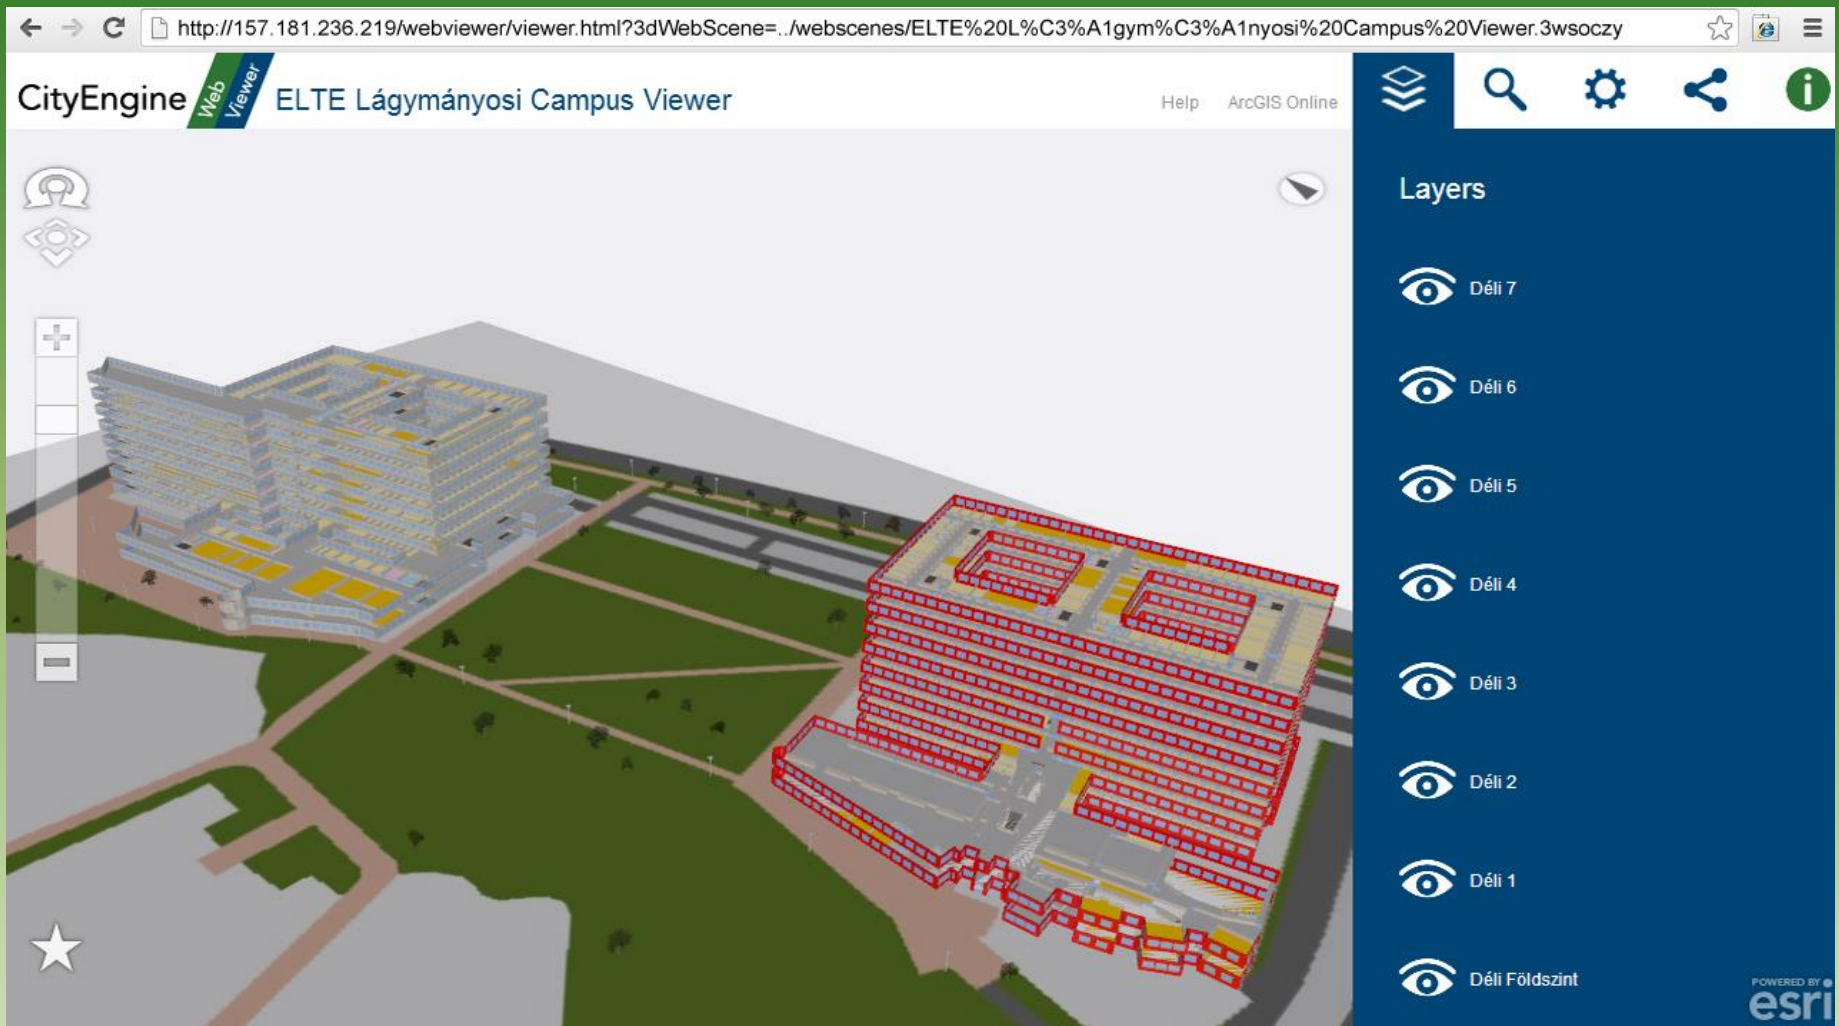 http://157.181.236.219/webviewer/viewer.html?3dWebScene=../webscenes/ELTE%20L%C3%A1gym%C3%A1nyosi%20Campus%20Viewer.3wsoczy
CityEngine Web Viewer ELTE Lágymányosi Campus Viewer
Help ArcGIS Online
Layers
Déli 7
Déli 6
Déli 5
Déli 4
Déli 3
Déli 2
Déli 1
Déli Földszint
POWERED BY
esri